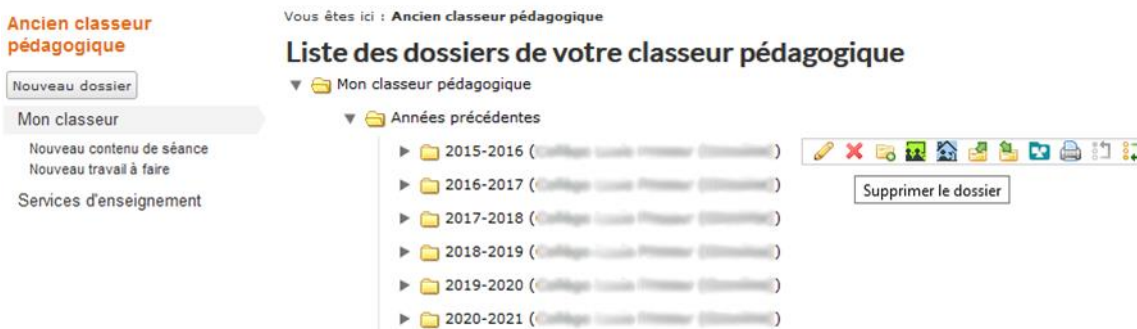 Ancien classeur
pédagogique
Nouveau dossier
Mon classeur
Nouveau contenu de séance
Nouveau travail à faire
Services d'enseignement
Vous êtes ici : Ancien classeur pédagogique
Liste des dossiers de votre classeur pédagogique
Mon classeur pédagogique
Années précédentes
2015-2016 ( )
Supprimer le dossier
2016-2017 ( )
2017-2018 ( )
2018-2019 ( )
2019-2020 ( )
2020-2021 ( )